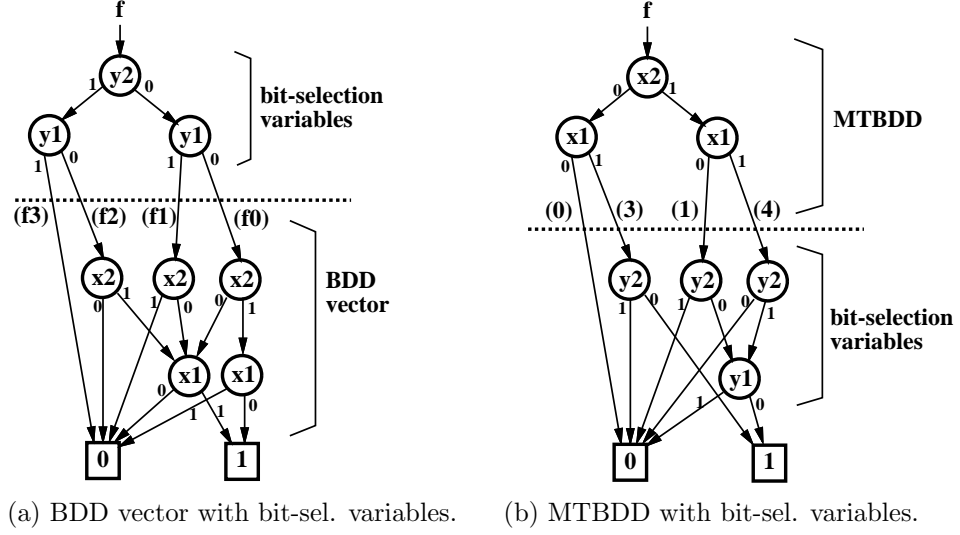 f
y2
1 0
bit-selection
variables
y1 y1
1 0 1 0
(f3) (f2) (f1) (f0)
x2 x2 x2
0 1 1 0 0 1
BDD
vector
x1 x1
0 1 1 0
0 1
(a) BDD vector with bit-sel. variables.
f
x2
0 1
MTBDD
x1 x1
0 1 0 1
(0) (3) (1) (4)
y2 y2 y2
1 0 1 0 0 1
bit-selection
variables
y1
1 0
0 1
(b) MTBDD with bit-sel. variables.